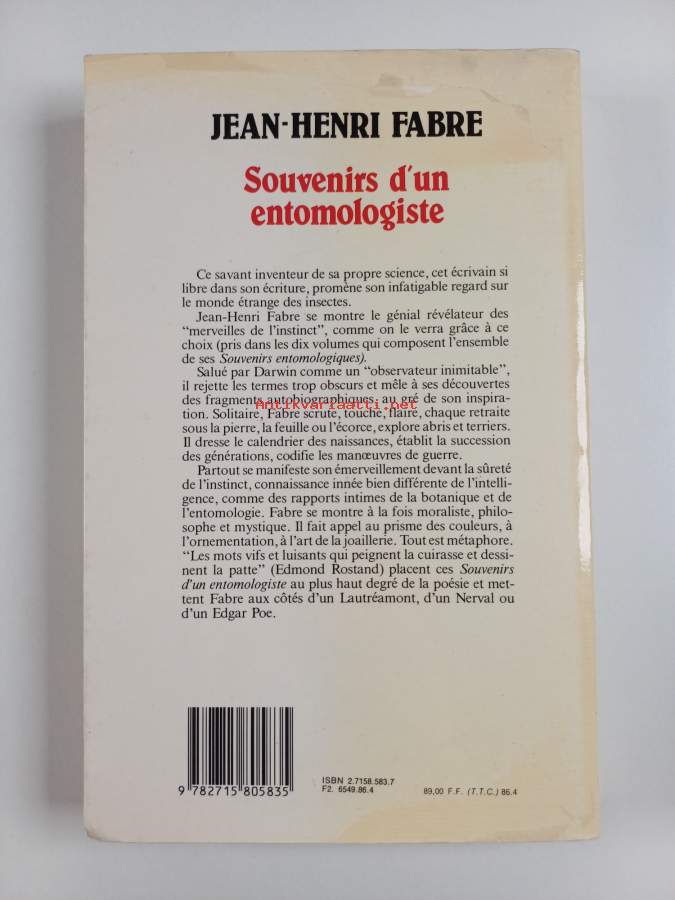 JEAN-HENRI FABRE
Souvenirs d'un
entomologiste
Ce savant inventeur de sa propre science, cet écrivain si
libre dans son écriture, promène son infatigable regard sur
le monde étrange des insectes.
Jean-Henri Fabre se montre le génial révélateur des
“merveilles de l'instinct”, comme on le verra grâce à ce
choix (pris dans les dix volumes qui composent l'ensemble
de ses Souvenirs entomologiques).
Salué par Darwin comme un “observateur inimitable”,
il rejette les termes trop obscurs et mêle à ses découvertes
des fragments autobiographiques, au gré de son inspira-
tion. Solitaire, Fabre scrute, touche, flaire, chaque retraite
sous la pierre, la feuille ou l'écorce, explore abris et terriers.
Il dresse le calendrier des naissances, établit la succession
des générations, codifie les manœuvres de guerre.
Partout se manifeste son émerveillement devant la sûreté
de l'instinct, connaissance innée bien différente de l'intelli-
gence, comme des rapports intimes de la botanique et de
l'entomologie. Fabre se montre à la fois moraliste, philo-
sophe et mystique. Il fait appel au prisme des couleurs, à
l'ornementation, à l'art de la joaillerie. Tout est métaphore.
“Les mots vifs et luisants qui peignent la cuirasse et dessi-
nent la patte” (Edmond Rostand) placent ces Souvenirs
d'un entomologiste au plus haut degré de la poésie et met-
tent Fabre aux côtés d'un Lautréamont, d'un Nerval ou
d'un Edgar Poe.
Antikvariaatti.net
9 782715 805835
ISBN 2.7158.583.7
F2. 6549.86.4
89,00 F.F. (T.T.C.) 86.4